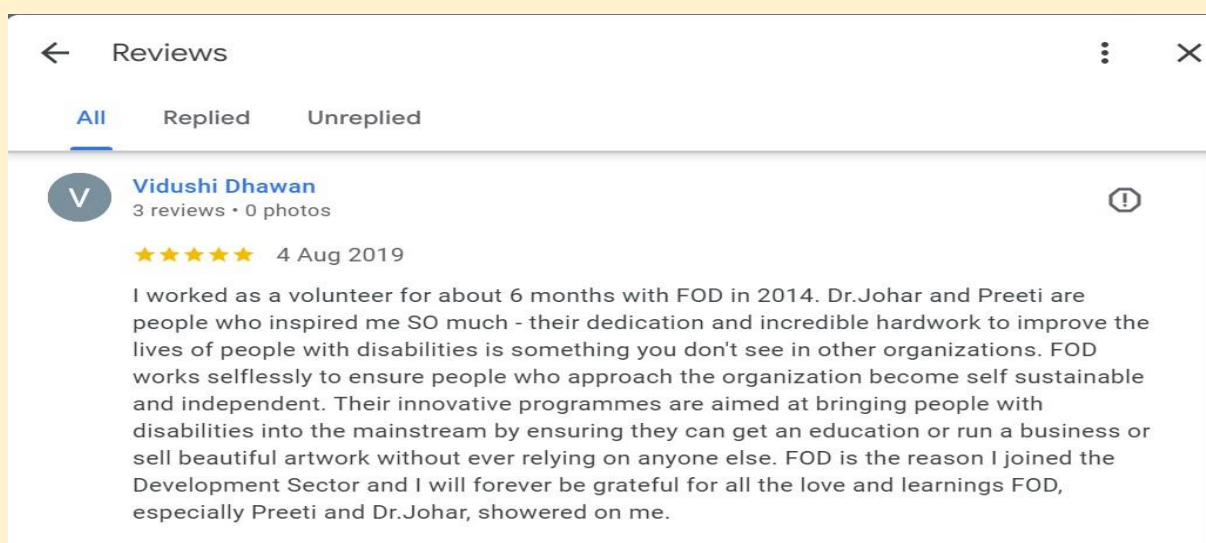 Reviews
All Replied Unreplied
V
Vidushi Dhawan
3 reviews • 0 photos
4 Aug 2019
I worked as a volunteer for about 6 months with FOD in 2014. Dr.Johar and Preeti are
people who inspired me SO much - their dedication and incredible hardwork to improve the
lives of people with disabilities is something you don't see in other organizations. FOD
works selflessly to ensure people who approach the organization become self sustainable
and independent. Their innovative programmes are aimed at bringing people with
disabilities into the mainstream by ensuring they can get an education or run a business or
sell beautiful artwork without ever relying on anyone else. FOD is the reason I joined the
Development Sector and I will forever be grateful for all the love and learnings FOD,
especially Preeti and Dr.Johar, showered on me.